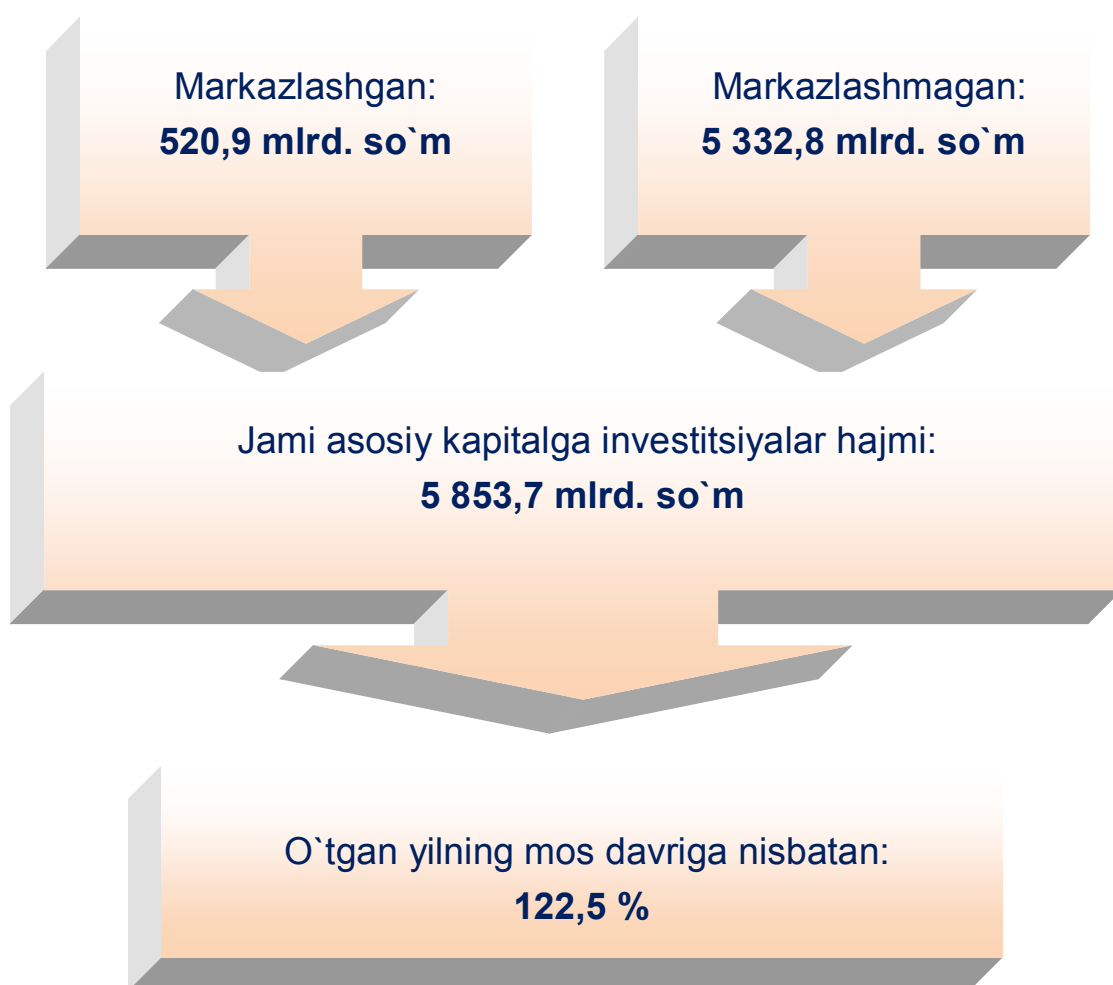 Markazlashgan:
520,9 mlrd. so`m
Markazlashmagan:
5 332,8 mlrd. so`m
Jami asosiy kapitalga investitsiyalar hajmi:
5 853,7 mlrd. so`m
O`tgan yilning mos davriga nisbatan:
122,5 %